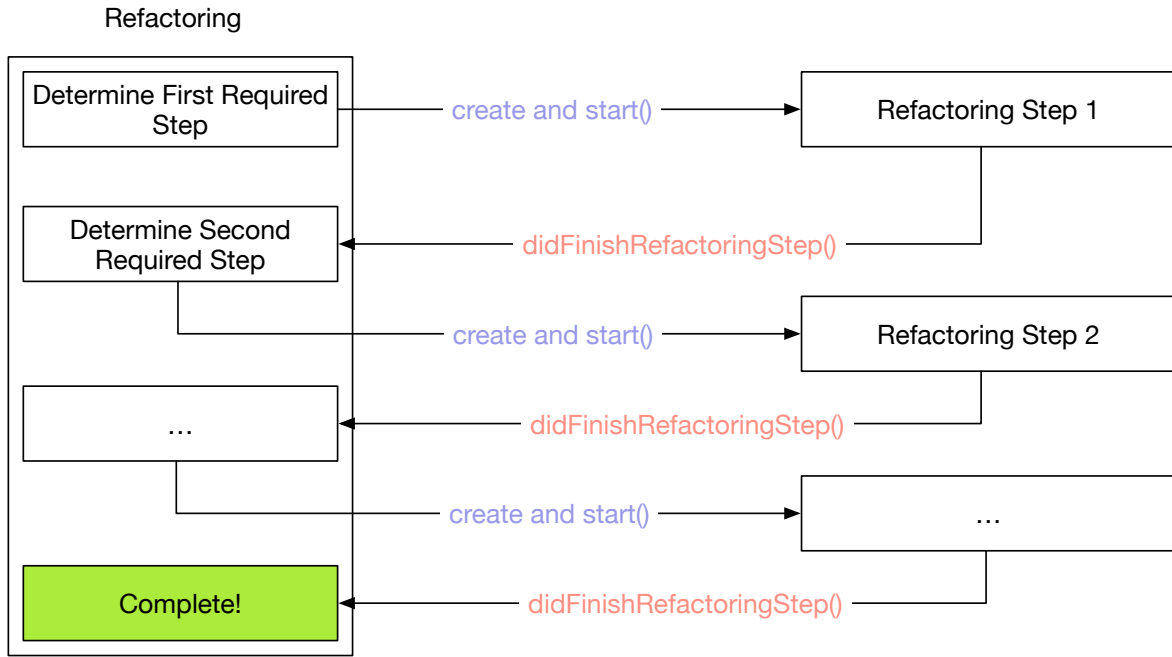 Refactoring
Determine First Required
Step
create and start()
Refactoring Step 1
Determine Second
Required Step
didFinishRefactoringStep()
create and start()
Refactoring Step 2
...
didFinishRefactoringStep()
create and start()
...
Complete!
didFinishRefactoringStep()